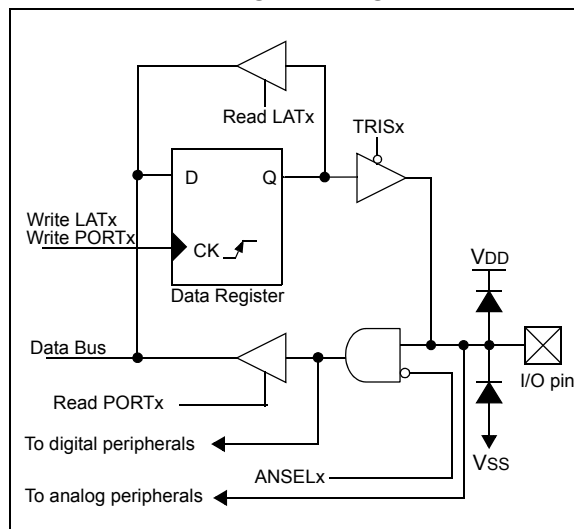 Read LATx
TRISx
D
Q
Write LATx
Write PORTx
CK
Data Register
VDD
Data Bus
I/O pin
Read PORTx
To digital peripherals
ANSELx
VSS
To analog peripherals